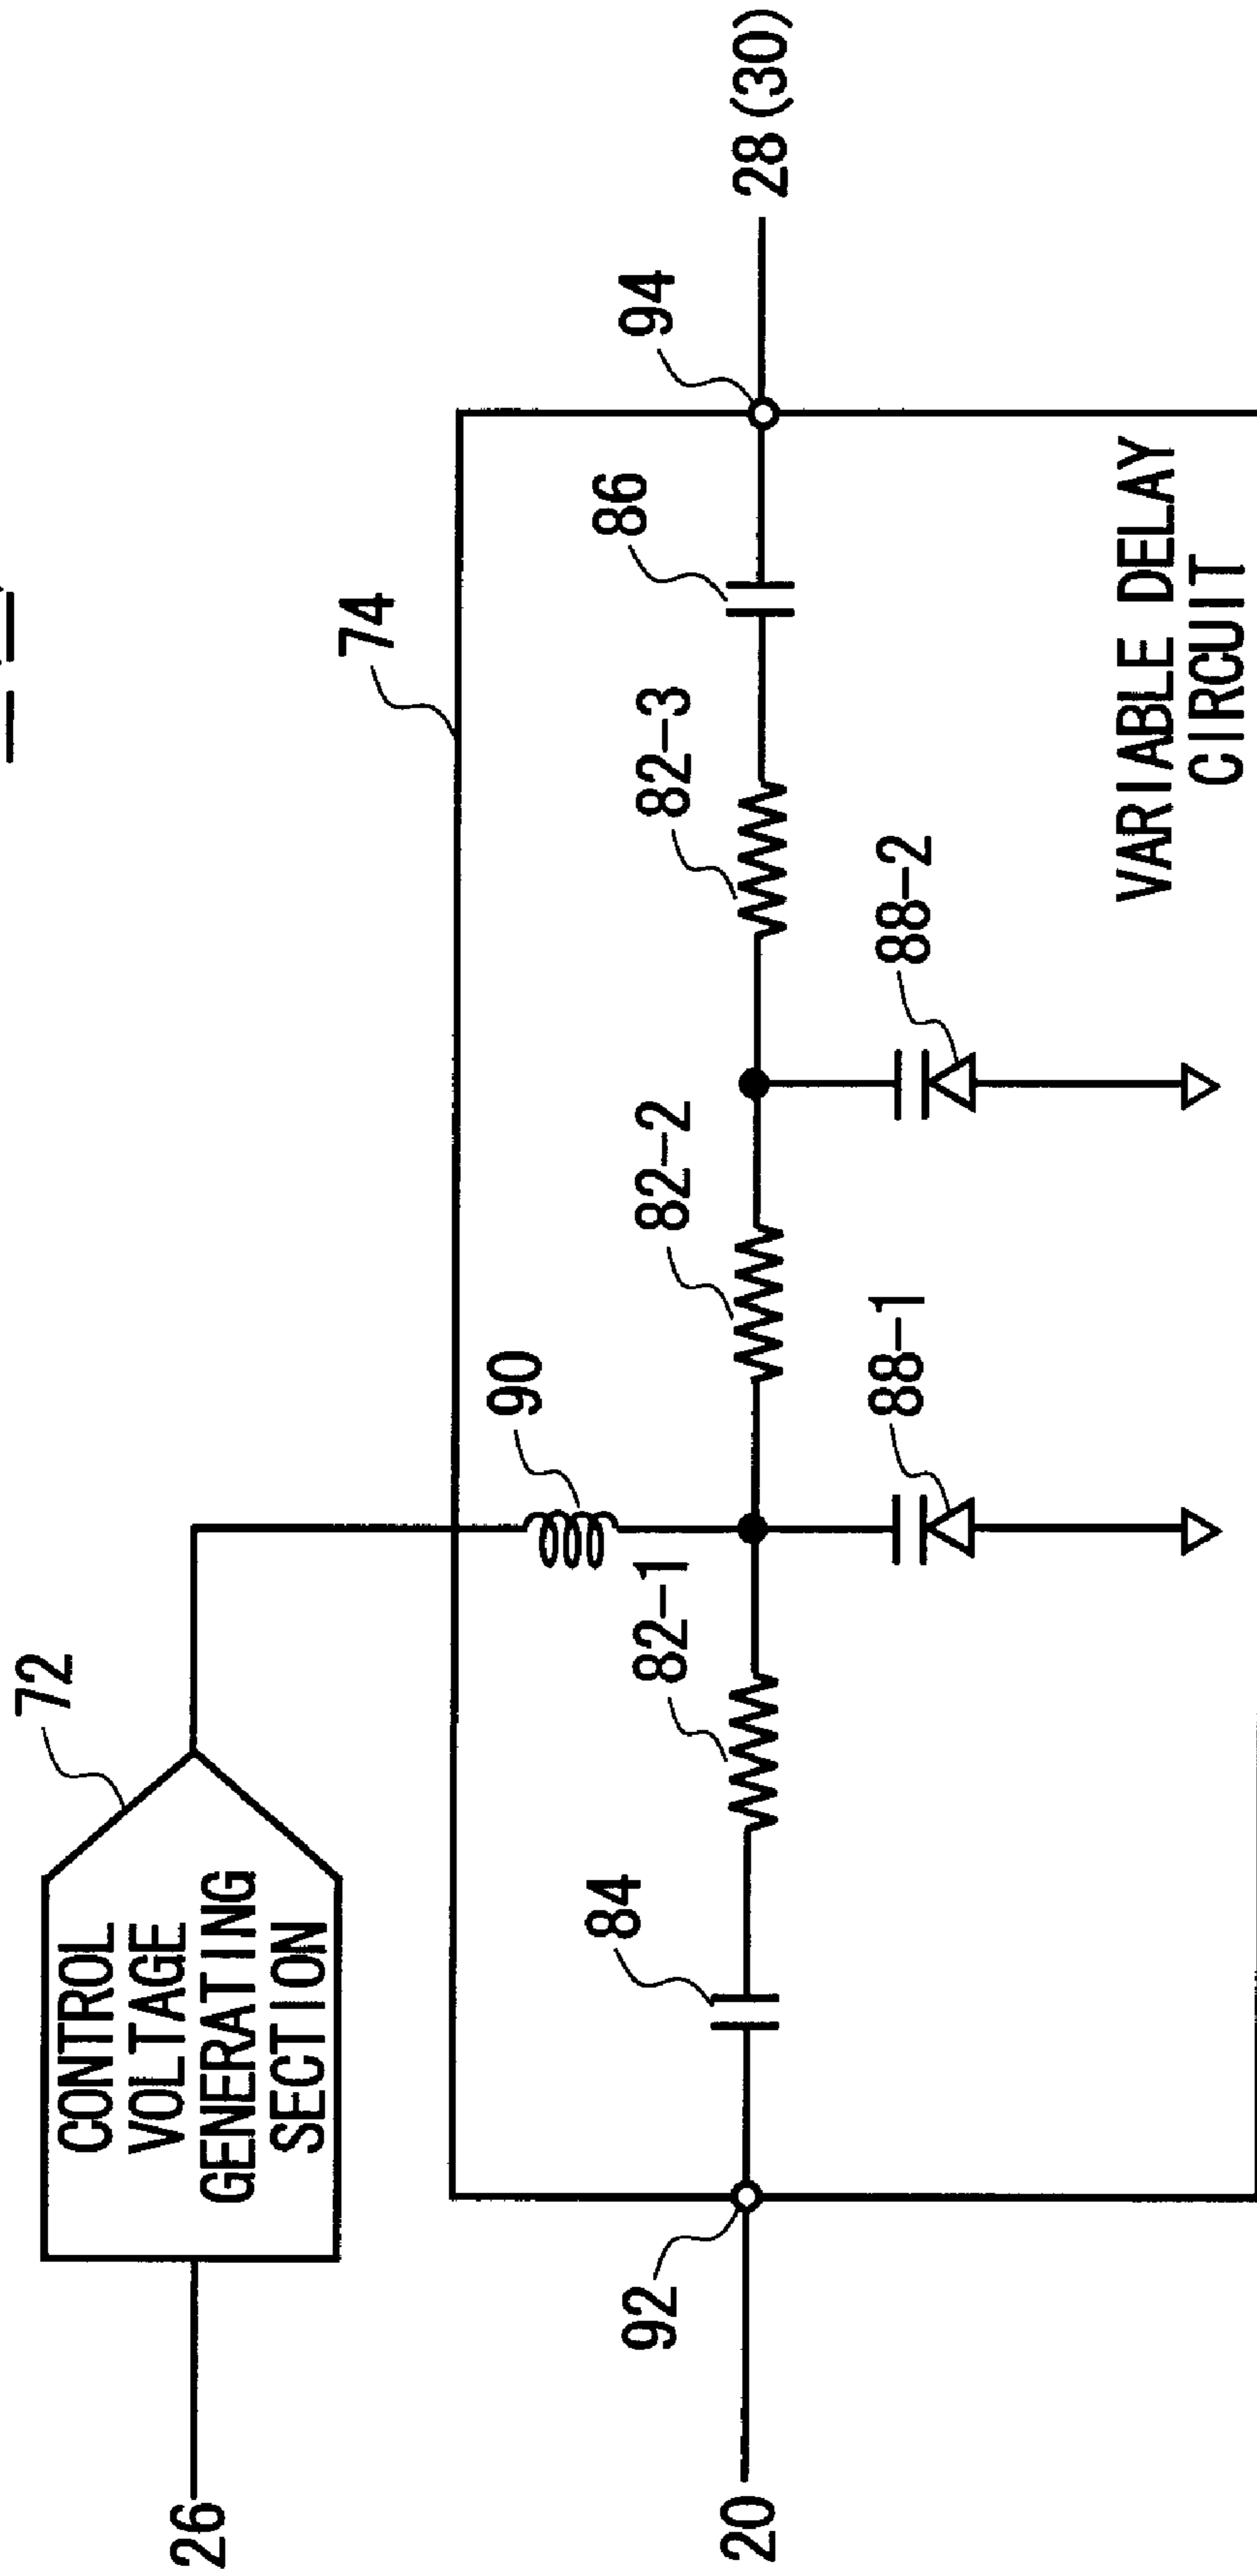 26
CONTROL
VOLTAGE
GENERATING
SECTION
72
74
20
92
84
82-1
90
82-2
82-3
86
94
28 (30)
88-1
88-2
VARIABLE DELAY
CIRCUIT